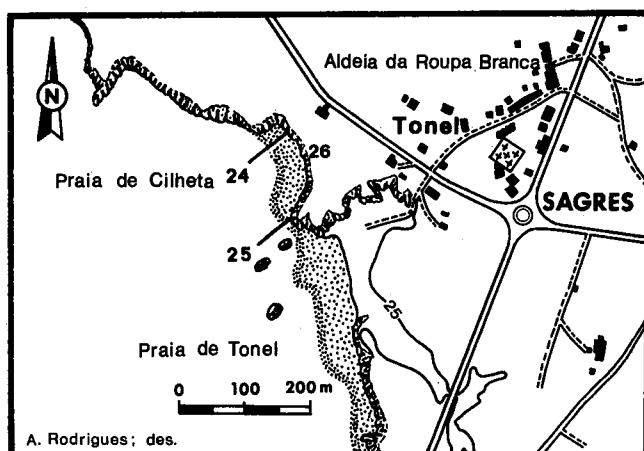 Aldeia da Roupa Branca
N
Tonel
26
Praia de Cilheta 24
SAGRES
25
25
Praia de Tonel
0 100 200 m
A. Rodrigues; des.